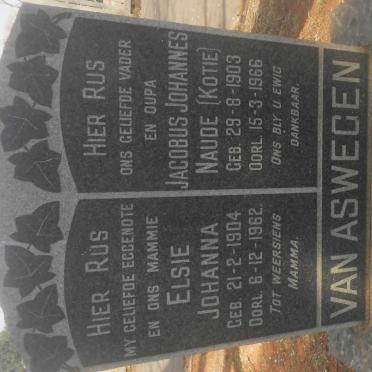 HIER RUS
MY GELIEFDE EGGENOTE
EN ONS MAMMIE
ELSIE
JOHANNA
GEB. 21-2-1904
OORL. 6-12-1962.
TOT WEERSIENS
MAMMA.
HIER RUS
ONS GELIEFDE VADER
EN OUPA
JACOBUS JOHANNES
NAUDE (KOTIE)
GEB. 29-8-1903
OORL. 15-3-1966
ONS BLY U EWIG
DANKBAAR.
VAN ASWEGEN